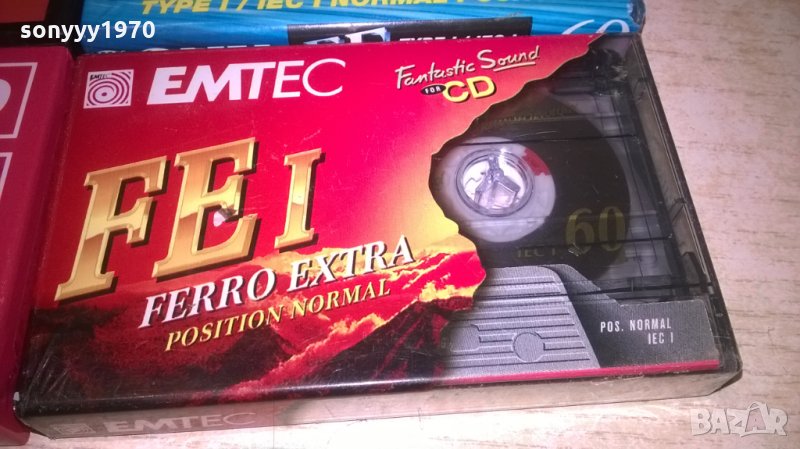 sonyyy1970
TYPE I / IEC I NORMAL
EMTEC
EMTEC
Fantastic Sound
FOR CD
FE I
FERRO EXTRA
POSITION NORMAL
60
IEC I
POS. NORMAL
IEC I
EMTEC
BAZAR